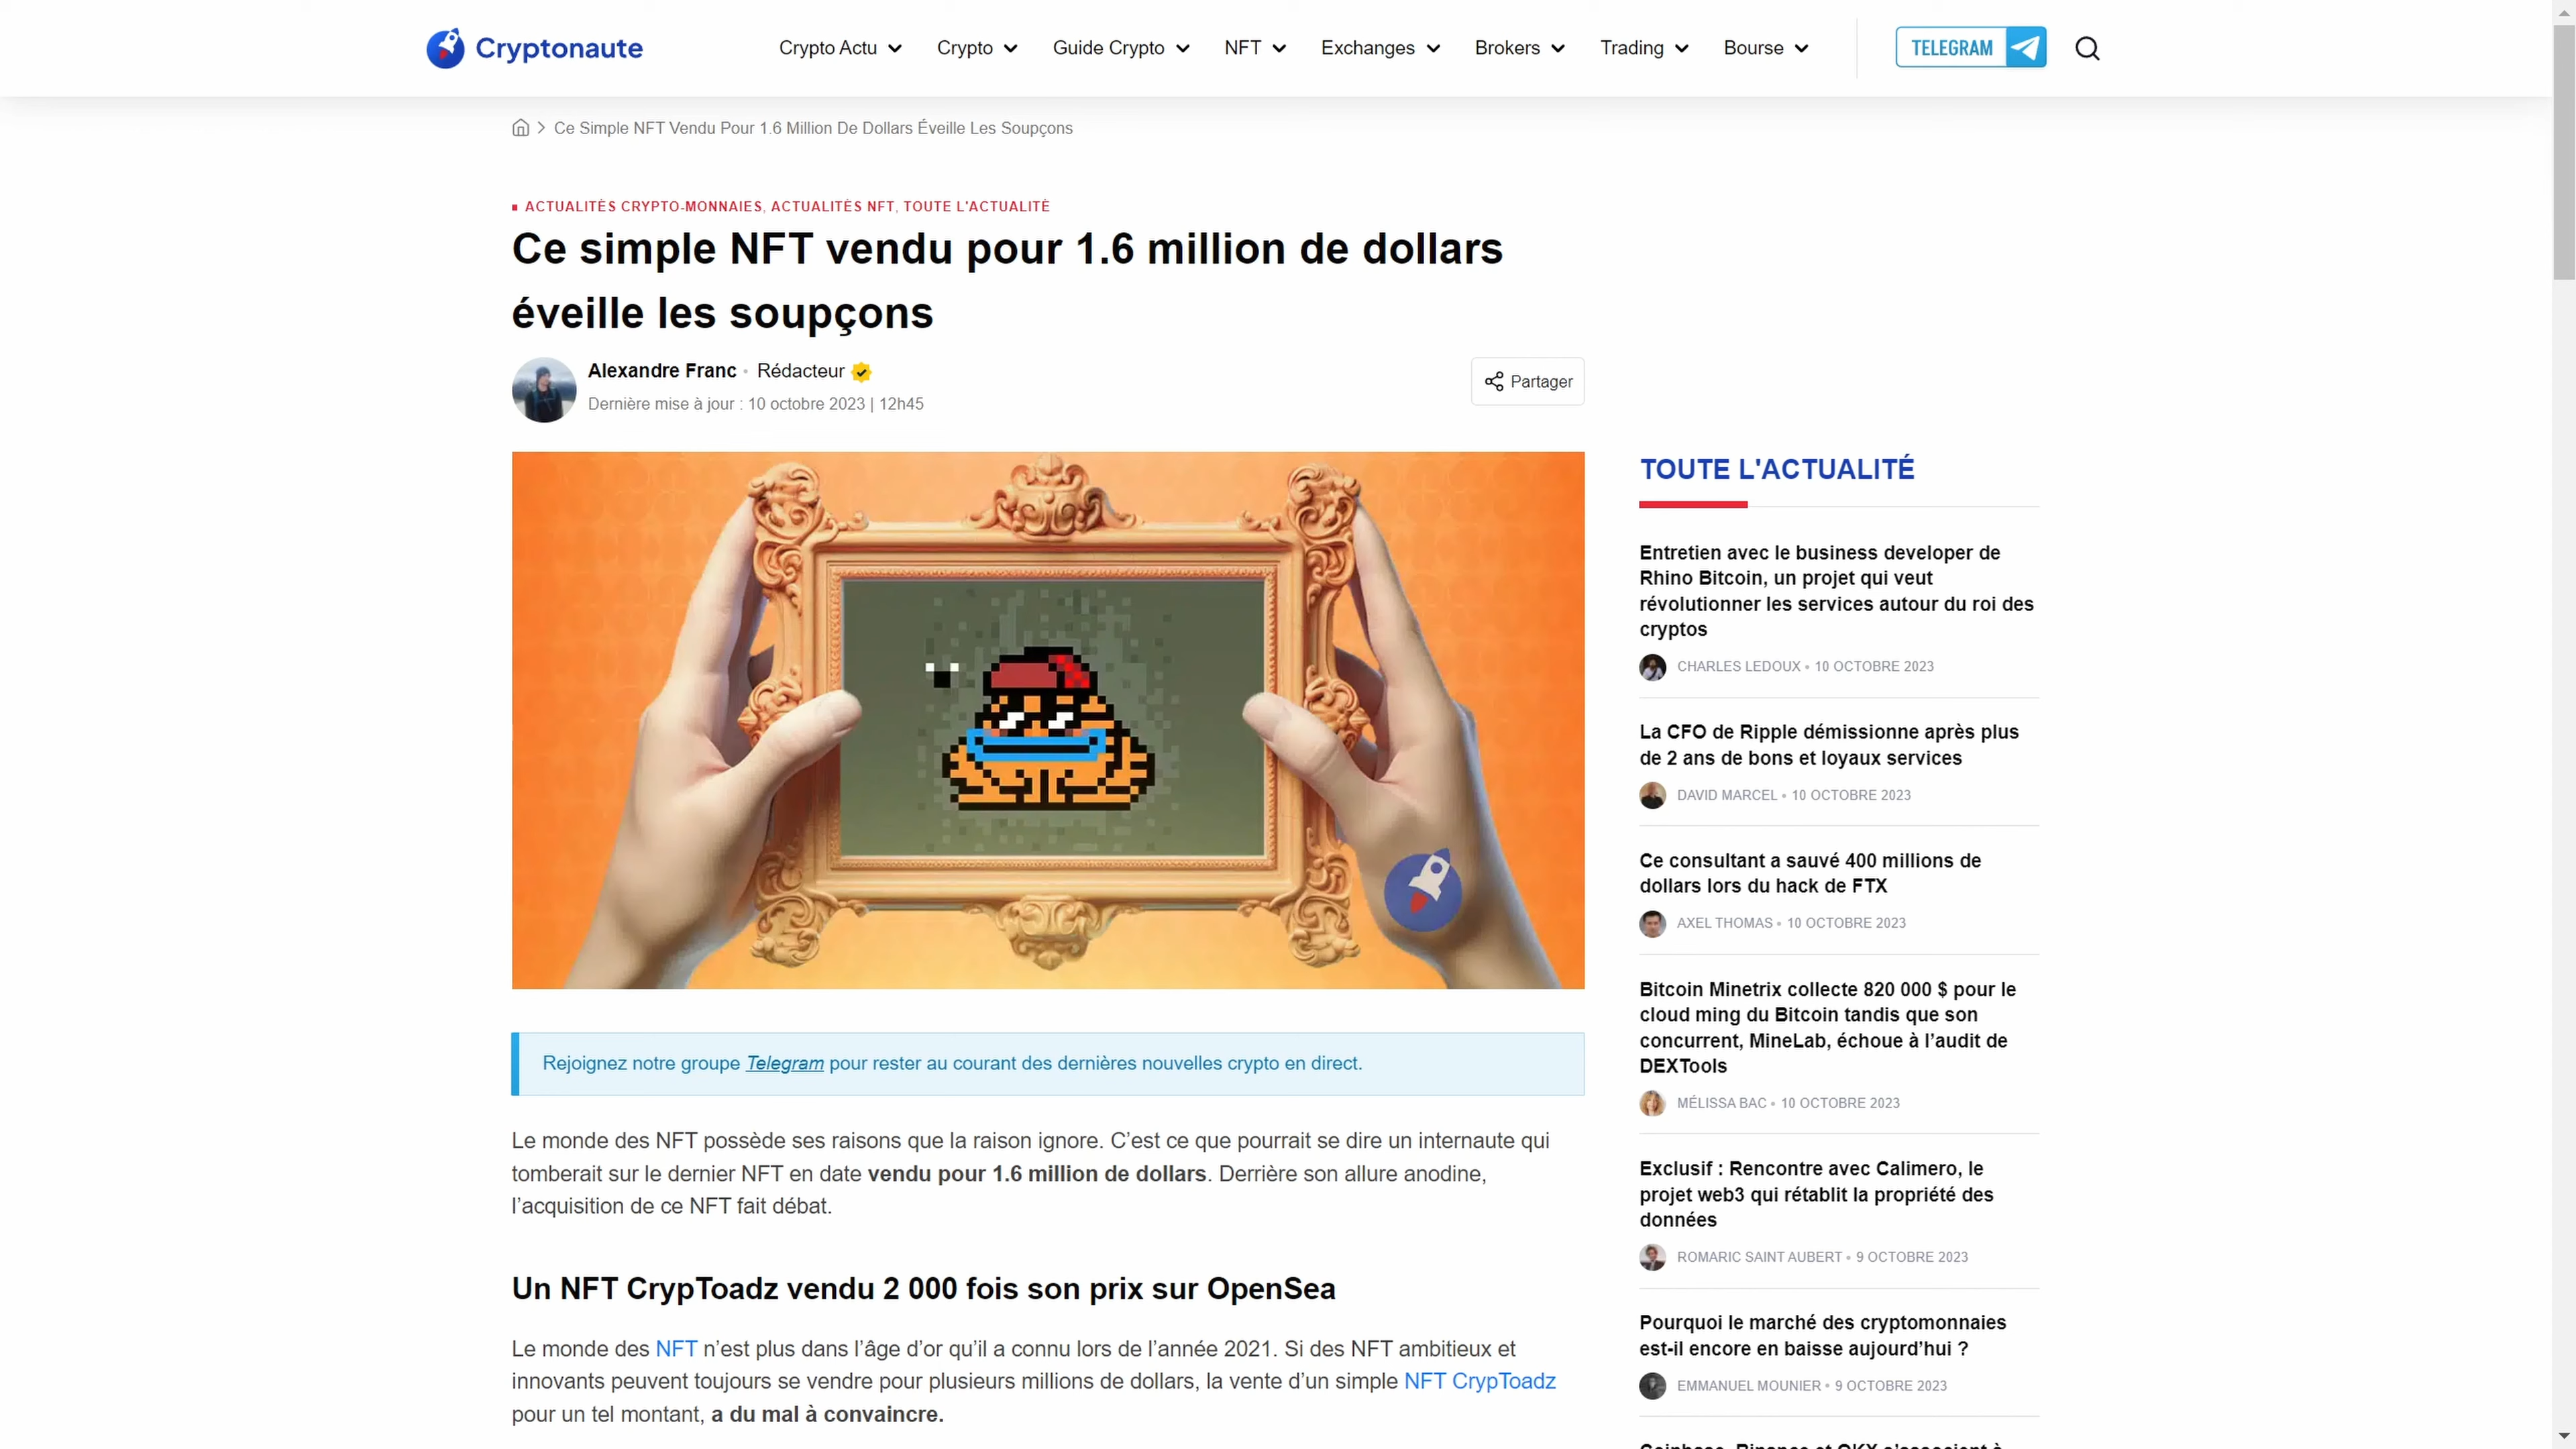 Cryptonaute
Crypto Actu
Crypto
Guide Crypto
NFT
Exchanges
Brokers
Trading
Bourse
TELEGRAM
Ce Simple NFT Vendu Pour 1.6 Million De Dollars Éveille Les Soupçons
ACTUALITÉS CRYPTO-MONNAIES, ACTUALITÉS NFT, TOUTE L'ACTUALITÉ
Ce simple NFT vendu pour 1.6 million de dollars
éveille les soupçons
Alexandre Franc • Rédacteur
Dernière mise à jour : 10 octobre 2023 | 12h45
Partager
Rejoignez notre groupe Telegram pour rester au courant des dernières nouvelles crypto en direct.
Le monde des NFT possède ses raisons que la raison ignore. C’est ce que pourrait se dire un internaute qui
tomberait sur le dernier NFT en date vendu pour 1.6 million de dollars. Derrière son allure anodine,
l’acquisition de ce NFT fait débat.
Un NFT CrypToadz vendu 2 000 fois son prix sur OpenSea
Le monde des NFT n’est plus dans l’âge d’or qu’il a connu lors de l’année 2021. Si des NFT ambitieux et
innovants peuvent toujours se vendre pour plusieurs millions de dollars, la vente d’un simple NFT CrypToadz
pour un tel montant, a du mal à convaincre.
TOUTE L'ACTUALITÉ
Entretien avec le business developer de
Rhino Bitcoin, un projet qui veut
révolutionner les services autour du roi des
cryptos
CHARLES LEDOUX • 10 OCTOBRE 2023
La CFO de Ripple démissionne après plus
de 2 ans de bons et loyaux services
DAVID MARCEL • 10 OCTOBRE 2023
Ce consultant a sauvé 400 millions de
dollars lors du hack de FTX
AXEL THOMAS • 10 OCTOBRE 2023
Bitcoin Minetrix collecte 820 000 $ pour le
cloud ming du Bitcoin tandis que son
concurrent, MineLab, échoue à l’audit de
DEXTools
MÉLISSA BAC • 10 OCTOBRE 2023
Exclusif : Rencontre avec Calimero, le
projet web3 qui rétablit la propriété des
données
ROMARIC SAINT AUBERT • 9 OCTOBRE 2023
Pourquoi le marché des cryptomonnaies
est-il encore en baisse aujourd’hui ?
EMMANUEL MOUNIER • 9 OCTOBRE 2023